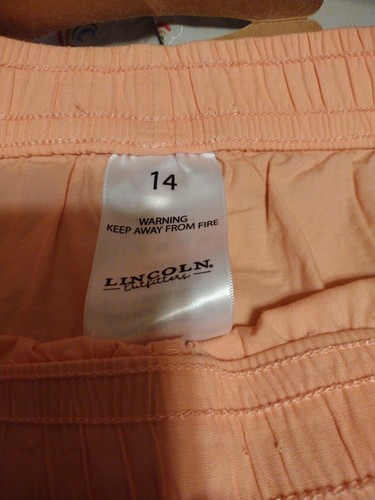 14
WARNING
KEEP AWAY FROM FIRE
LINCOLN®
Outfitters